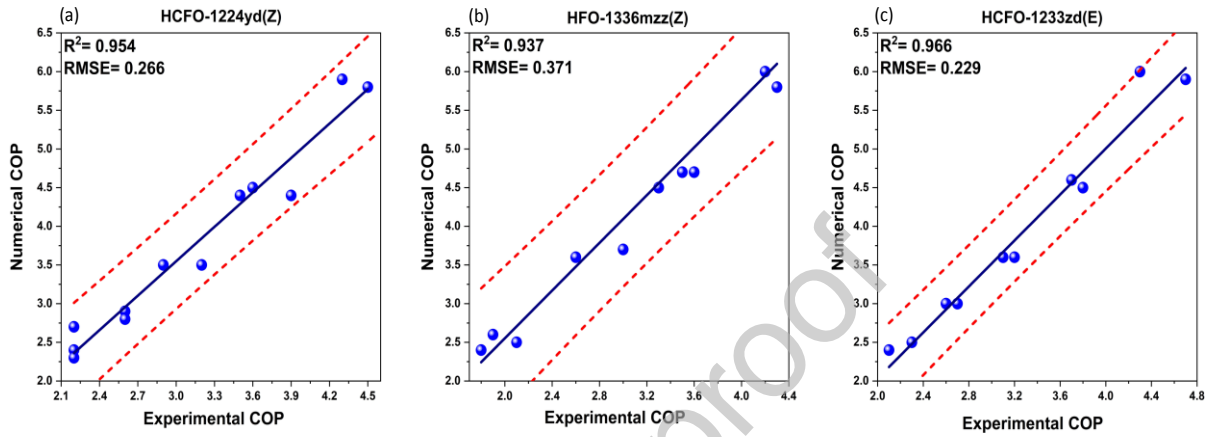 (a)
HCFO-1224yd(Z)
R²= 0.954
RMSE= 0.266
6.5
6.0
5.5
5.0
4.5
4.0
3.5
3.0
2.5
2.0
Numerical COP
2.1 2.4 2.7 3.0 3.3 3.6 3.9 4.2 4.5
Experimental COP
(b)
HFO-1336mzz(Z)
R²= 0.937
RMSE= 0.371
6.5
6.0
5.5
5.0
4.5
4.0
3.5
3.0
2.5
2.0
Numerical COP
2.0 2.4 2.8 3.2 3.6 4.0 4.4
Experimental COP
(c)
HCFO-1233zd(E)
R²= 0.966
RMSE= 0.229
6.5
6.0
5.5
5.0
4.5
4.0
3.5
3.0
2.5
2.0
Numerical COP
2.0 2.4 2.8 3.2 3.6 4.0 4.4 4.8
Experimental COP
proof